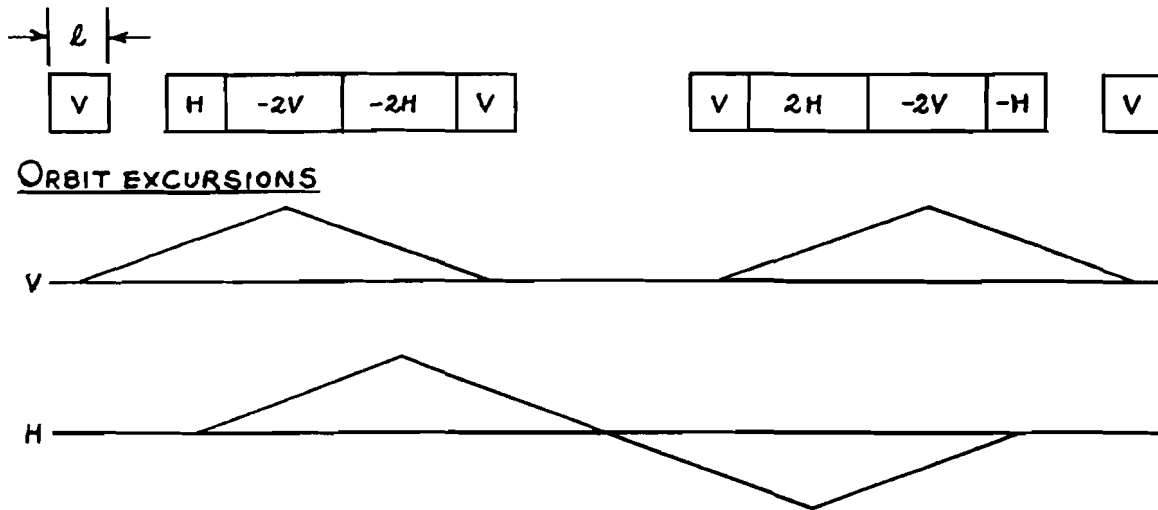 ℓ
V H -2V -2H V V 2H -2V -H V
ORBIT EXCURSIONS
V
H